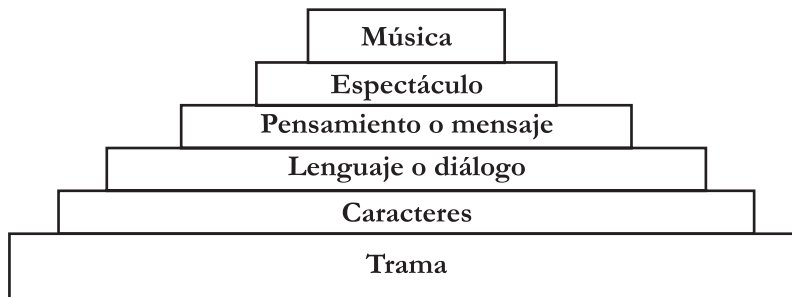 Música
Espectáculo
Pensamiento o mensaje
Lenguaje o diálogo
Caracteres
Trama